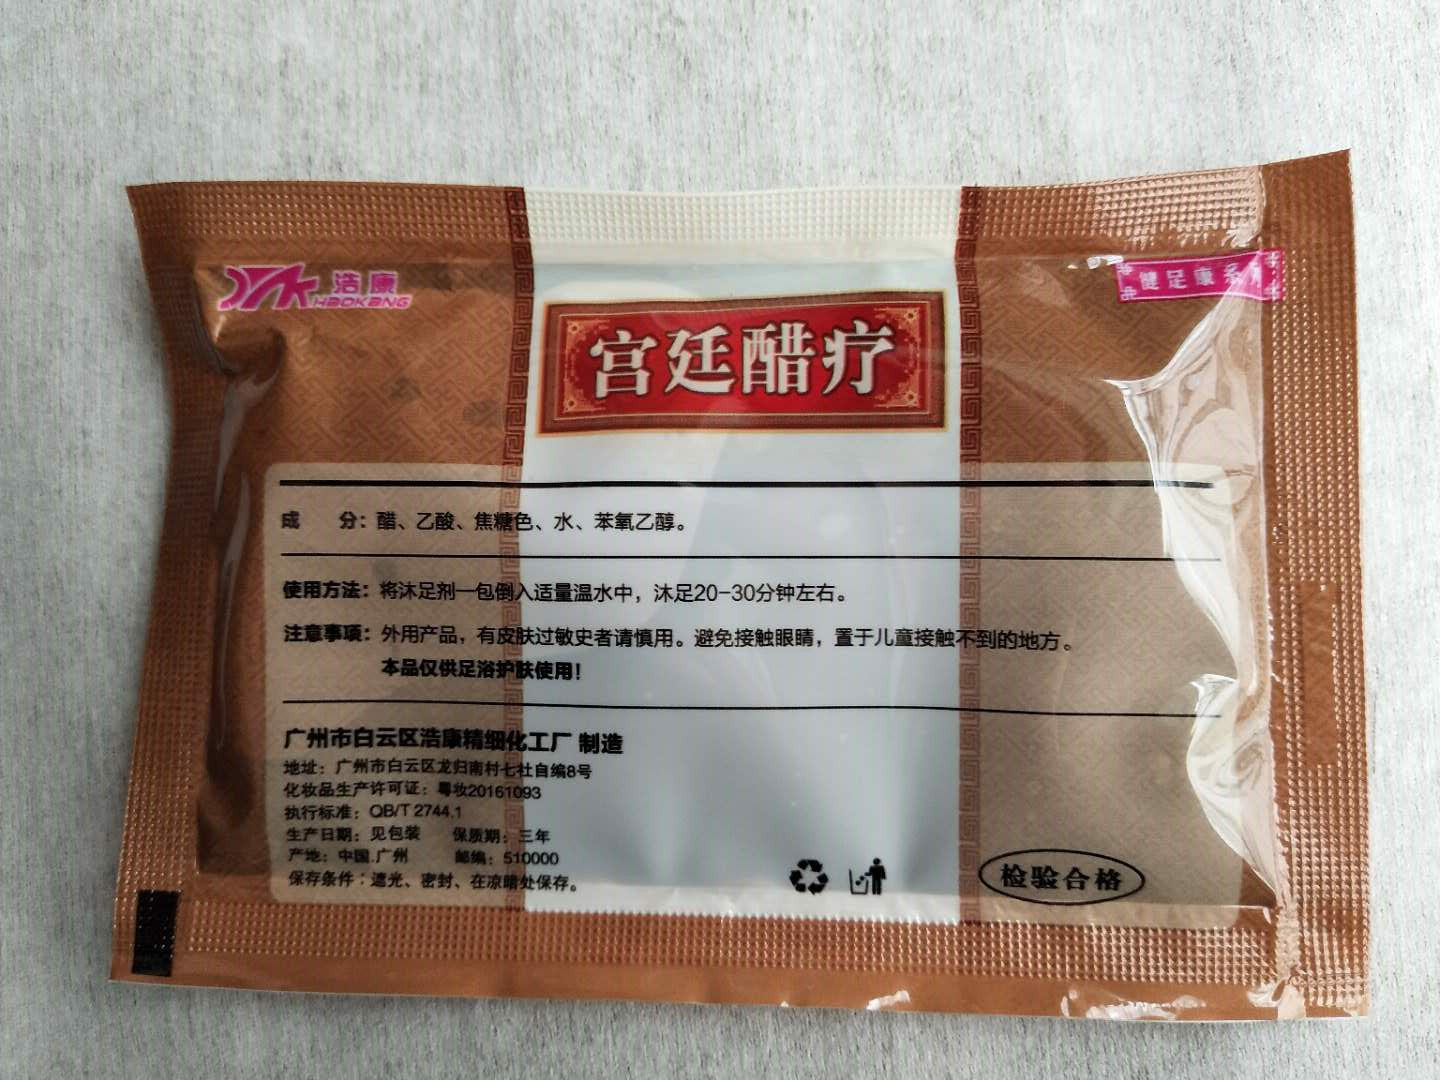 浩康
HAOKANG
健足康系列
宫廷醋疗
成 分：醋、乙酸、焦糖色、水、苯氧乙醇。
使用方法：将沐足剂一包倒入适量温水中，沐足20-30分钟左右。
注意事项：外用产品，有皮肤过敏史者请慎用。避免接触眼睛，置于儿童接触不到的地方。
本品仅供足浴护肤使用！
广州市白云区浩康精细化工厂 制造
地址：广州市白云区龙归南村七社自编8号
化妆品生产许可证：粤妆20161093
执行标准：QB/T 2744.1
生产日期：见包装 保质期：三年
产地：中国.广州 邮编：510000
保存条件：遮光、密封、在凉暗处保存。
检验合格